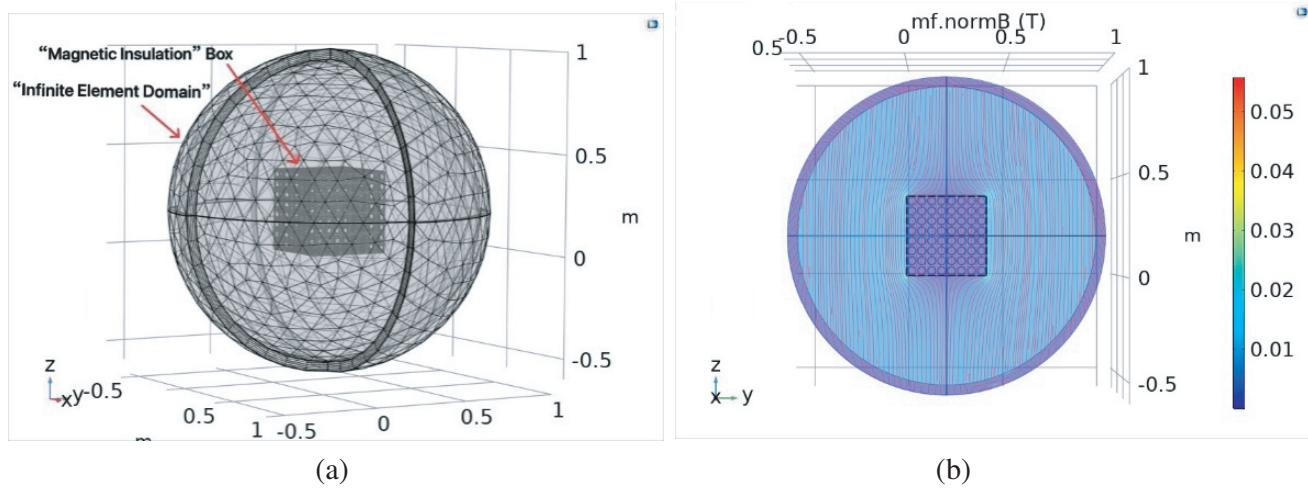 “Magnetic Insulation” Box
“Infinite Element Domain”
1
0.5
m
0
-0.5
z
x y
-0.5
0.5
1
-0.5
0
0.5
1
m
(a)
mf.normB (T)
0.5
-0.5
0
0.5
1
1
0.5
m
0
-0.5
0.05
0.04
0.03
0.02
0.01
z
x
y
(b)